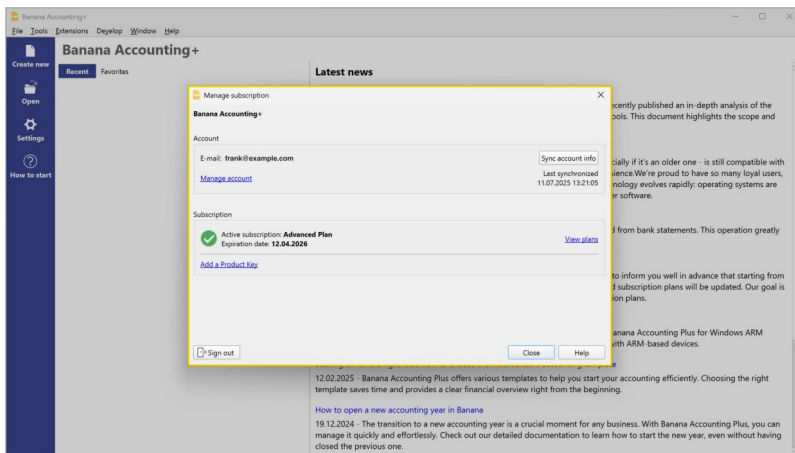 Banana Accounting+
File Tools Extensions Develop Window Help
Create new
Open
Settings
How to start
Banana Accounting+
Recent Favorites
Latest news
Manage subscription
Banana Accounting+
Account
E-mail: frank@example.com
Sync account info
Manage account
Last synchronized
11.07.2025 13:21:05
Subscription
Active subscription: Advanced Plan
Expiration date: 12.04.2026
View plans
Add a Product Key
Sign out
Close
Help
ecently published an in-depth analysis of the
ools. This document highlights the scope and
cially if it's an older one - is still compatible with
ience.We're proud to have so many loyal users,
nology evolves rapidly: operating systems are
er software.
d from bank statements. This operation greatly
to inform you well in advance that starting from
d subscription plans will be updated. Our goal is
ion plans.
anana Accounting Plus for Windows ARM
with ARM-based devices.
12.02.2025 - Banana Accounting Plus offers various templates to help you start your accounting efficiently. Choosing the right
template saves time and provides a clear financial overview right from the beginning.
How to open a new accounting year in Banana
19.12.2024 - The transition to a new accounting year is a crucial moment for any business. With Banana Accounting Plus, you can
manage it quickly and effortlessly. Check out our detailed documentation to learn how to start the new year, even without having
closed the previous one.